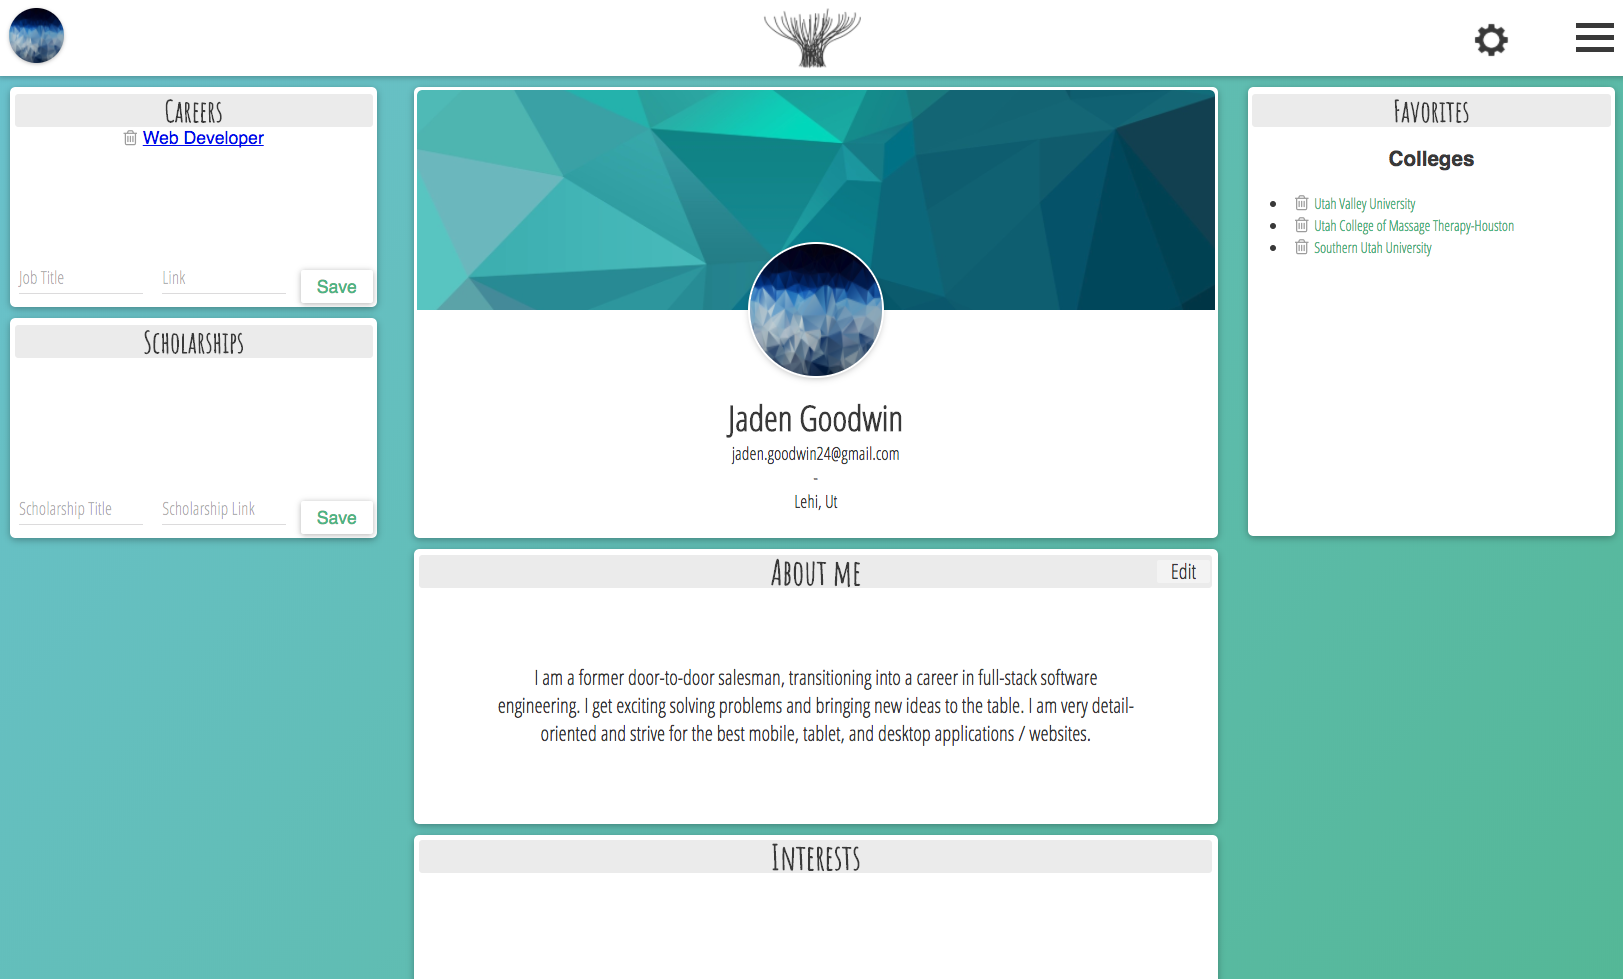 Careers
Web Developer
Job Title Link Save
Scholarships
Scholarship Title Scholarship Link Save
Jaden Goodwin
jaden.goodwin24@gmail.com
-
Lehi, Ut
About me Edit
I am a former door-to-door salesman, transitioning into a career in full-stack software
engineering. I get exciting solving problems and bringing new ideas to the table. I am very detail-
oriented and strive for the best mobile, tablet, and desktop applications / websites.
Interests
Favorites
Colleges
Utah Valley University
Utah College of Massage Therapy-Houston
Southern Utah University